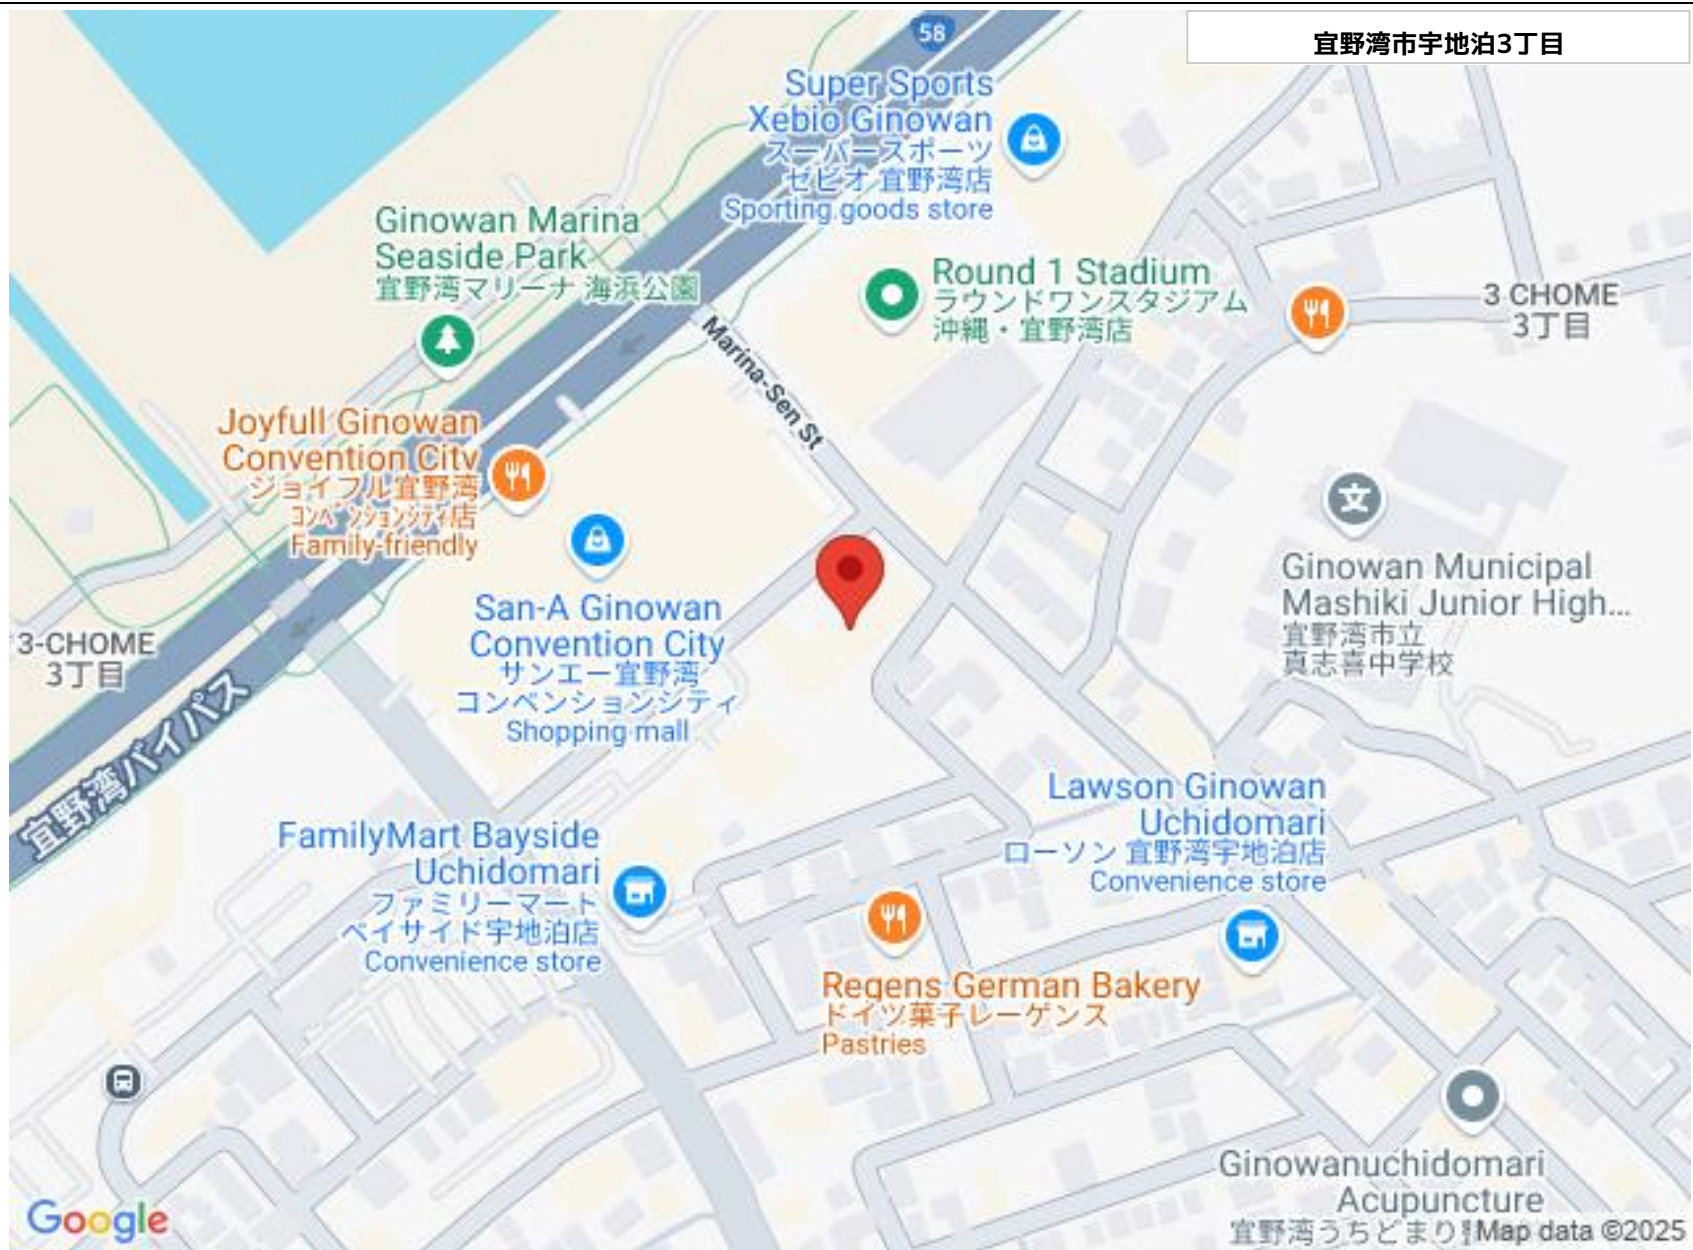 宜野湾市宇地泊3丁目
58
Super Sports
Xebio Ginowan
スーパースポーツ
ゼビオ 宜野湾店
Sporting goods store
Ginowan Marina
Seaside Park
宜野湾マリーナ 海浜公園
Round 1 Stadium
ラウンドワンスタジアム
沖縄・宜野湾店
3 CHOME
3丁目
Marina-Sen St
Joyfull Ginowan
Convention City
ジョイフル宜野湾
コンベンションシティ店
Family-friendly
San-A Ginowan
Convention City
サンエー宜野湾
コンベンションシティ
Shopping mall
文
Ginowan Municipal
Mashiki Junior High...
宜野湾市立
真志喜中学校
3-CHOME
3丁目
宜野湾バイパス
FamilyMart Bayside
Uchidomari
ファミリーマート
ベイサイド宇地泊店
Convenience store
Lawson Ginowan
Uchidomari
ローソン 宜野湾宇地泊店
Convenience store
Regens German Bakery
ドイツ菓子レーゲンス
Pastries
Ginowanuchidomari
Acupuncture
宜野湾うちどまり
Google
Map data ©2025